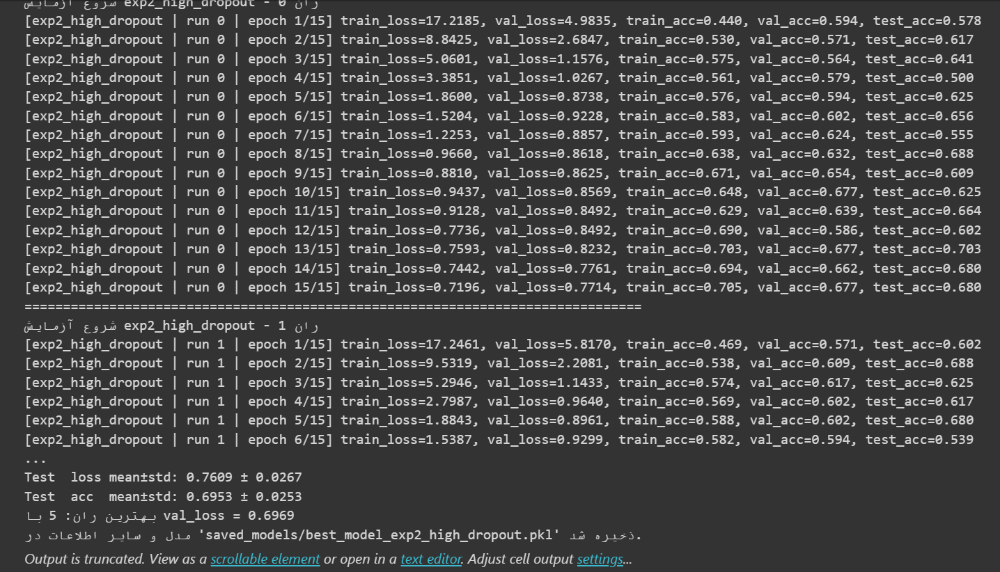 شروع آزمایش exp2_high_dropout - 0 ران
[exp2_high_dropout | run 0 | epoch 1/15] train_loss=17.2185, val_loss=4.9835, train_acc=0.440, val_acc=0.594, test_acc=0.578
[exp2_high_dropout | run 0 | epoch 2/15] train_loss=8.8425, val_loss=2.6847, train_acc=0.530, val_acc=0.571, test_acc=0.617
[exp2_high_dropout | run 0 | epoch 3/15] train_loss=5.0601, val_loss=1.1576, train_acc=0.575, val_acc=0.564, test_acc=0.641
[exp2_high_dropout | run 0 | epoch 4/15] train_loss=3.3851, val_loss=1.0267, train_acc=0.561, val_acc=0.579, test_acc=0.500
[exp2_high_dropout | run 0 | epoch 5/15] train_loss=1.8600, val_loss=0.8738, train_acc=0.576, val_acc=0.594, test_acc=0.625
[exp2_high_dropout | run 0 | epoch 6/15] train_loss=1.5204, val_loss=0.9228, train_acc=0.583, val_acc=0.602, test_acc=0.656
[exp2_high_dropout | run 0 | epoch 7/15] train_loss=1.2253, val_loss=0.8857, train_acc=0.593, val_acc=0.624, test_acc=0.555
[exp2_high_dropout | run 0 | epoch 8/15] train_loss=0.9660, val_loss=0.8618, train_acc=0.638, val_acc=0.632, test_acc=0.688
[exp2_high_dropout | run 0 | epoch 9/15] train_loss=0.8810, val_loss=0.8625, train_acc=0.671, val_acc=0.654, test_acc=0.609
[exp2_high_dropout | run 0 | epoch 10/15] train_loss=0.9437, val_loss=0.8569, train_acc=0.648, val_acc=0.677, test_acc=0.625
[exp2_high_dropout | run 0 | epoch 11/15] train_loss=0.9128, val_loss=0.8492, train_acc=0.629, val_acc=0.639, test_acc=0.664
[exp2_high_dropout | run 0 | epoch 12/15] train_loss=0.7736, val_loss=0.8492, train_acc=0.690, val_acc=0.586, test_acc=0.602
[exp2_high_dropout | run 0 | epoch 13/15] train_loss=0.7593, val_loss=0.8232, train_acc=0.703, val_acc=0.677, test_acc=0.703
[exp2_high_dropout | run 0 | epoch 14/15] train_loss=0.7442, val_loss=0.7761, train_acc=0.694, val_acc=0.662, test_acc=0.680
[exp2_high_dropout | run 0 | epoch 15/15] train_loss=0.7196, val_loss=0.7714, train_acc=0.705, val_acc=0.677, test_acc=0.680
================================================================================
شروع آزمایش exp2_high_dropout - 1 ران
[exp2_high_dropout | run 1 | epoch 1/15] train_loss=17.2461, val_loss=5.8170, train_acc=0.469, val_acc=0.571, test_acc=0.602
[exp2_high_dropout | run 1 | epoch 2/15] train_loss=9.5319, val_loss=2.2081, train_acc=0.538, val_acc=0.609, test_acc=0.688
[exp2_high_dropout | run 1 | epoch 3/15] train_loss=5.2946, val_loss=1.1433, train_acc=0.574, val_acc=0.617, test_acc=0.625
[exp2_high_dropout | run 1 | epoch 4/15] train_loss=2.7987, val_loss=0.9640, train_acc=0.569, val_acc=0.602, test_acc=0.617
[exp2_high_dropout | run 1 | epoch 5/15] train_loss=1.8843, val_loss=0.8961, train_acc=0.588, val_acc=0.602, test_acc=0.680
[exp2_high_dropout | run 1 | epoch 6/15] train_loss=1.5387, val_loss=0.9299, train_acc=0.582, val_acc=0.594, test_acc=0.539
...
Test  loss mean±std: 0.7609 ± 0.0267
Test  acc  mean±std: 0.6953 ± 0.0253
بهترین ران: 5 با val_loss = 0.6969
مدل و سایر اطلاعات در 'saved_models/best_model_exp2_high_dropout.pkl' ذخیره شد.
Output is truncated. View as a scrollable element or open in a text editor. Adjust cell output settings...